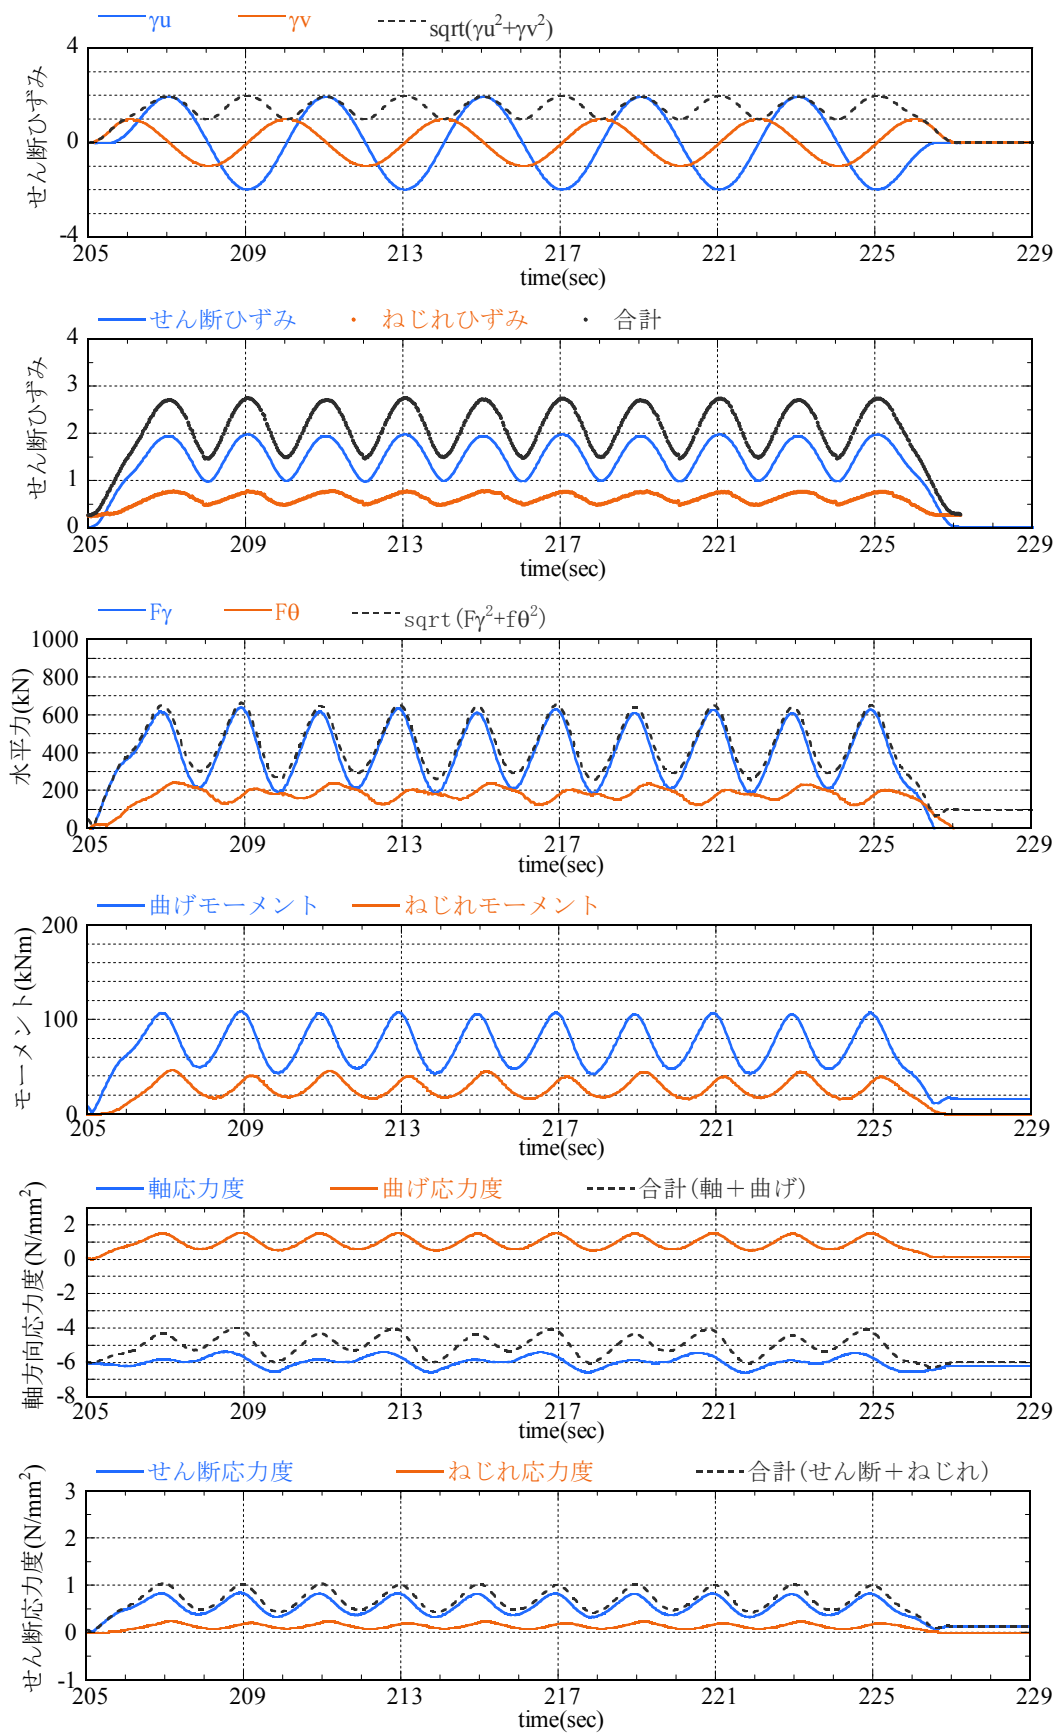 γu γv sqrt(γu²+γv²)
せん断ひずみ
4
0
-4
205 209 213 217 221 225 229
time(sec)
せん断ひずみ ねじれひずみ 合計
せん断ひずみ
4
3
2
1
0
205 209 213 217 221 225 229
time(sec)
Fγ Fθ sqrt(Fγ²+fθ²)
水平力(kN)
1000
800
600
400
200
0
205 209 213 217 221 225 229
time(sec)
曲げモーメント ねじれモーメント
モーメント(kNm)
200
100
0
205 209 213 217 221 225 229
time(sec)
軸応力度 曲げ応力度 合計(軸＋曲げ)
軸方向応力度(N/mm²)
2
0
-2
-4
-6
-8
205 209 213 217 221 225 229
time(sec)
せん断応力度 ねじれ応力度 合計(せん断＋ねじれ)
せん断応力度(N/mm²)
3
2
1
0
-1
205 209 213 217 221 225 229
time(sec)